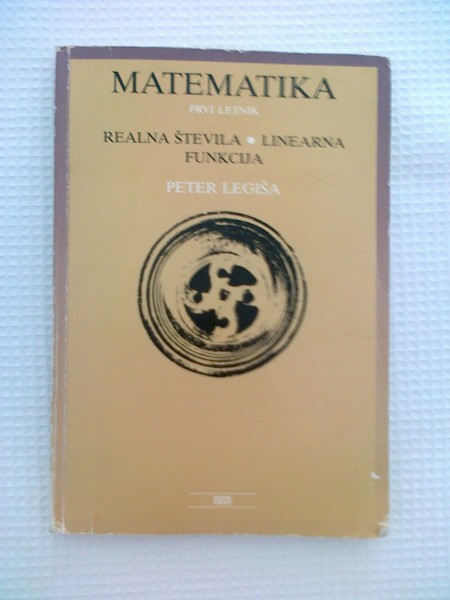 MATEMATIKA
PRVI LETNIK
REALNA ŠTEVILA • LINEARNA
FUNKCIJA
PETER LEGIŠA